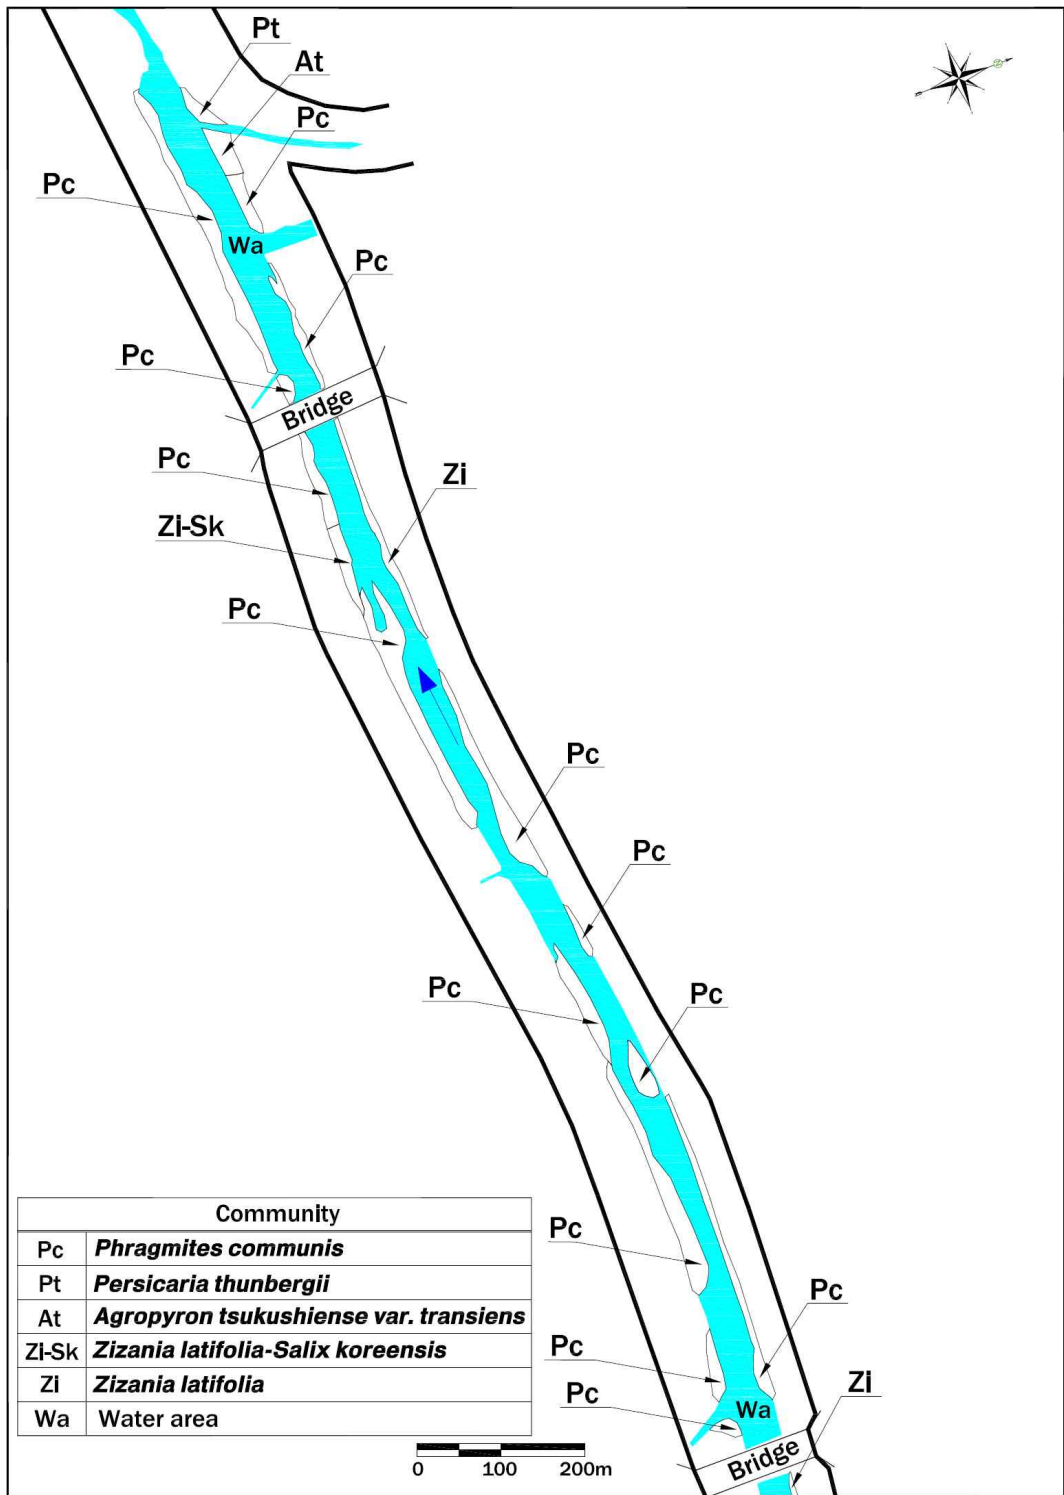 Pt
At
Pc
Pc
Wa
Pc
Pc
Bridge
Pc
Zi
Zi-Sk
Pc
Pc
Pc
Pc
Pc
Pc
Pc
Pc
Zi
Pc
Wa
Bridge
Community
Pc Phragmites communis
Pt Persicaria thunbergii
At Agropyron tsukushiense var. transiens
Zi-Sk Zizania latifolia-Salix koreensis
Zi Zizania latifolia
Wa Water area
0 100 200m